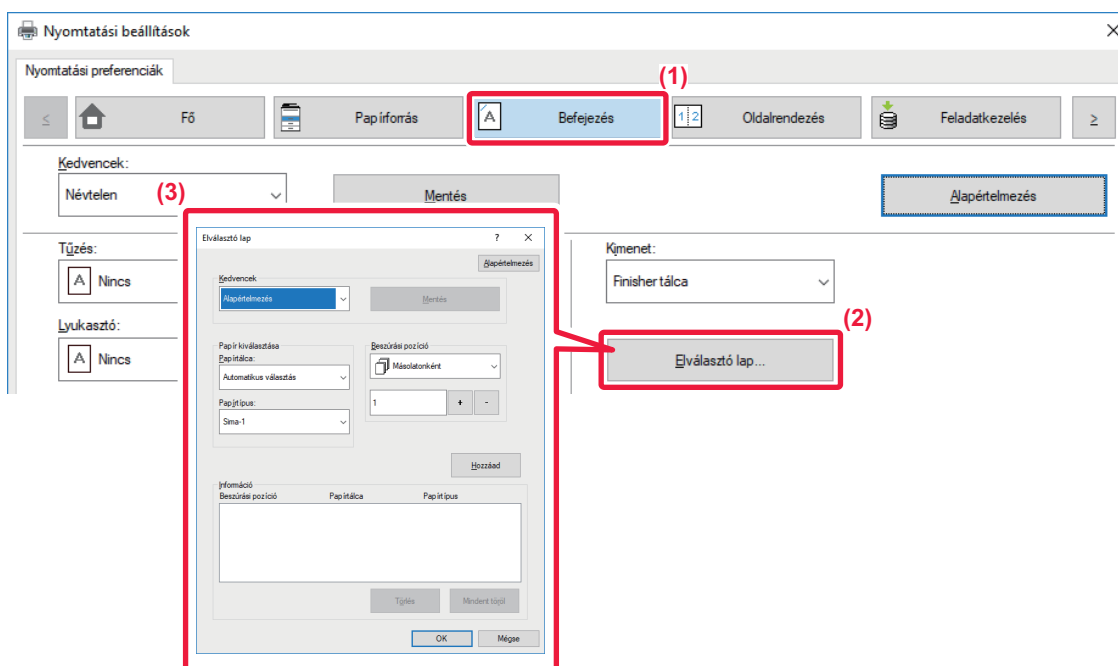 Nyomtatási beállítások
Nyomtatási preferenciák
(1)
<
Fő
Papírforrás
A
Befejezés
1 2
Oldalrendezés
Feladatkezelés
>
Kedvencek:
Névtelen
(3)
Mentés
Alapértelmezés
Tűzés:
A Nincs
Lyukasztó:
A Nincs
Kimenet:
Finisher tálca
(2)
Elválasztó lap...
Elválasztó lap
?
Alapértelmezés
Kedvencek
Alapértelmezés
Mentés
Papír kiválasztása
Papírtálca:
Automatikus választás
Papírtípus:
Sima-1
Beszúrási pozíció
Másolatonként
1
+ -
Hozzáad
Információ
Beszúrási pozíció Papírtálca Papírtípus
Törlés Mindent töröl
OK Mégse